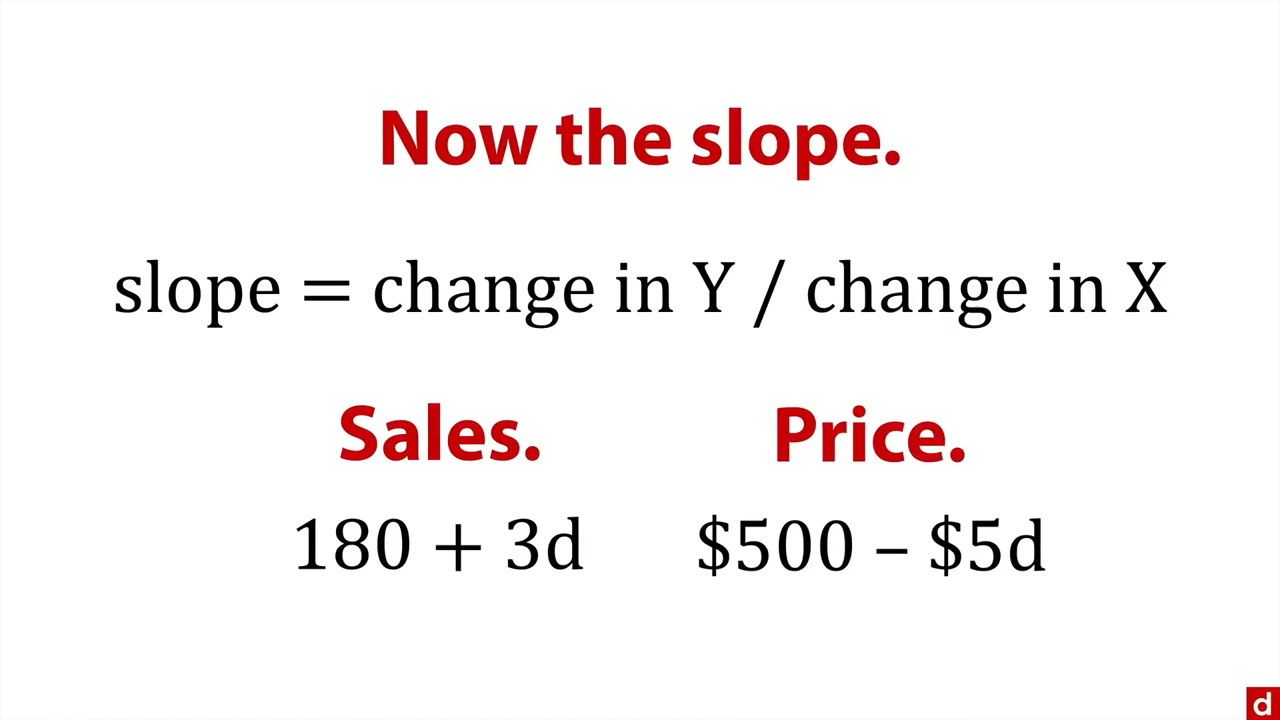 Now the slope.
slope = change in Y / change in X
Sales. Price.
180 + 3d $500 – $5d
d